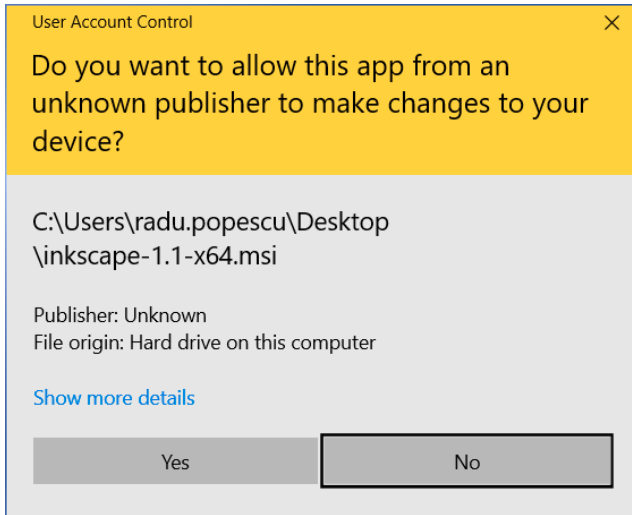 User Account Control
Do you want to allow this app from an
unknown publisher to make changes to your
device?
C:\Users\radu.popescu\Desktop
\inkscape-1.1-x64.msi
Publisher: Unknown
File origin: Hard drive on this computer
Show more details
Yes
No